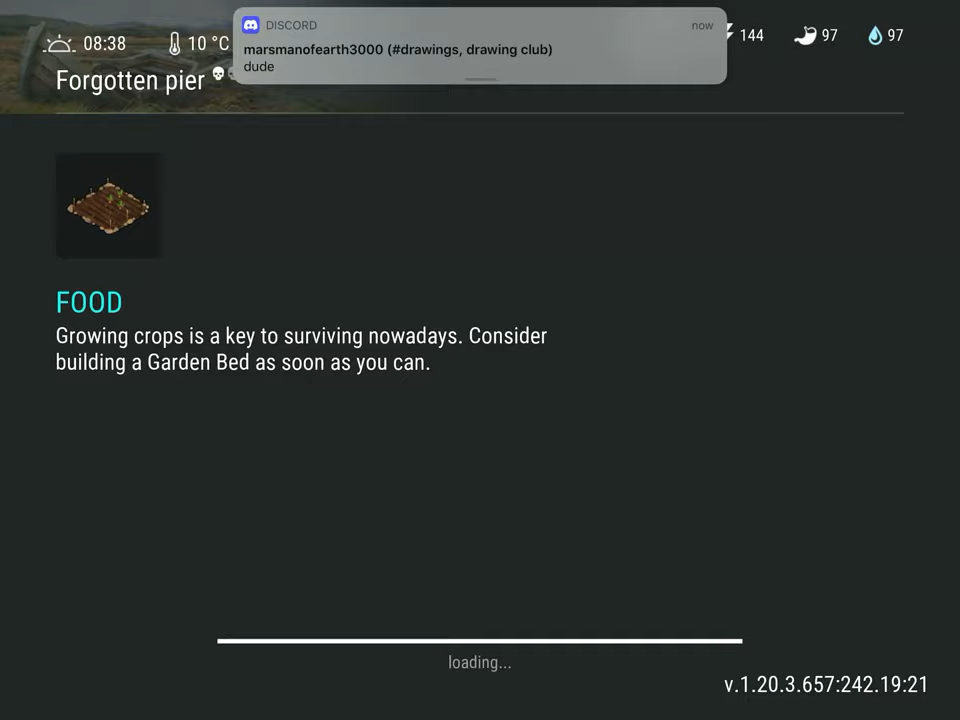 DISCORD
now
marsmanofearth3000 (#drawings, drawing club)
dude
08:38
10 °C
144
97
97
Forgotten pier
FOOD
Growing crops is a key to surviving nowadays. Consider
building a Garden Bed as soon as you can.
loading...
v.1.20.3.657:242.19:21